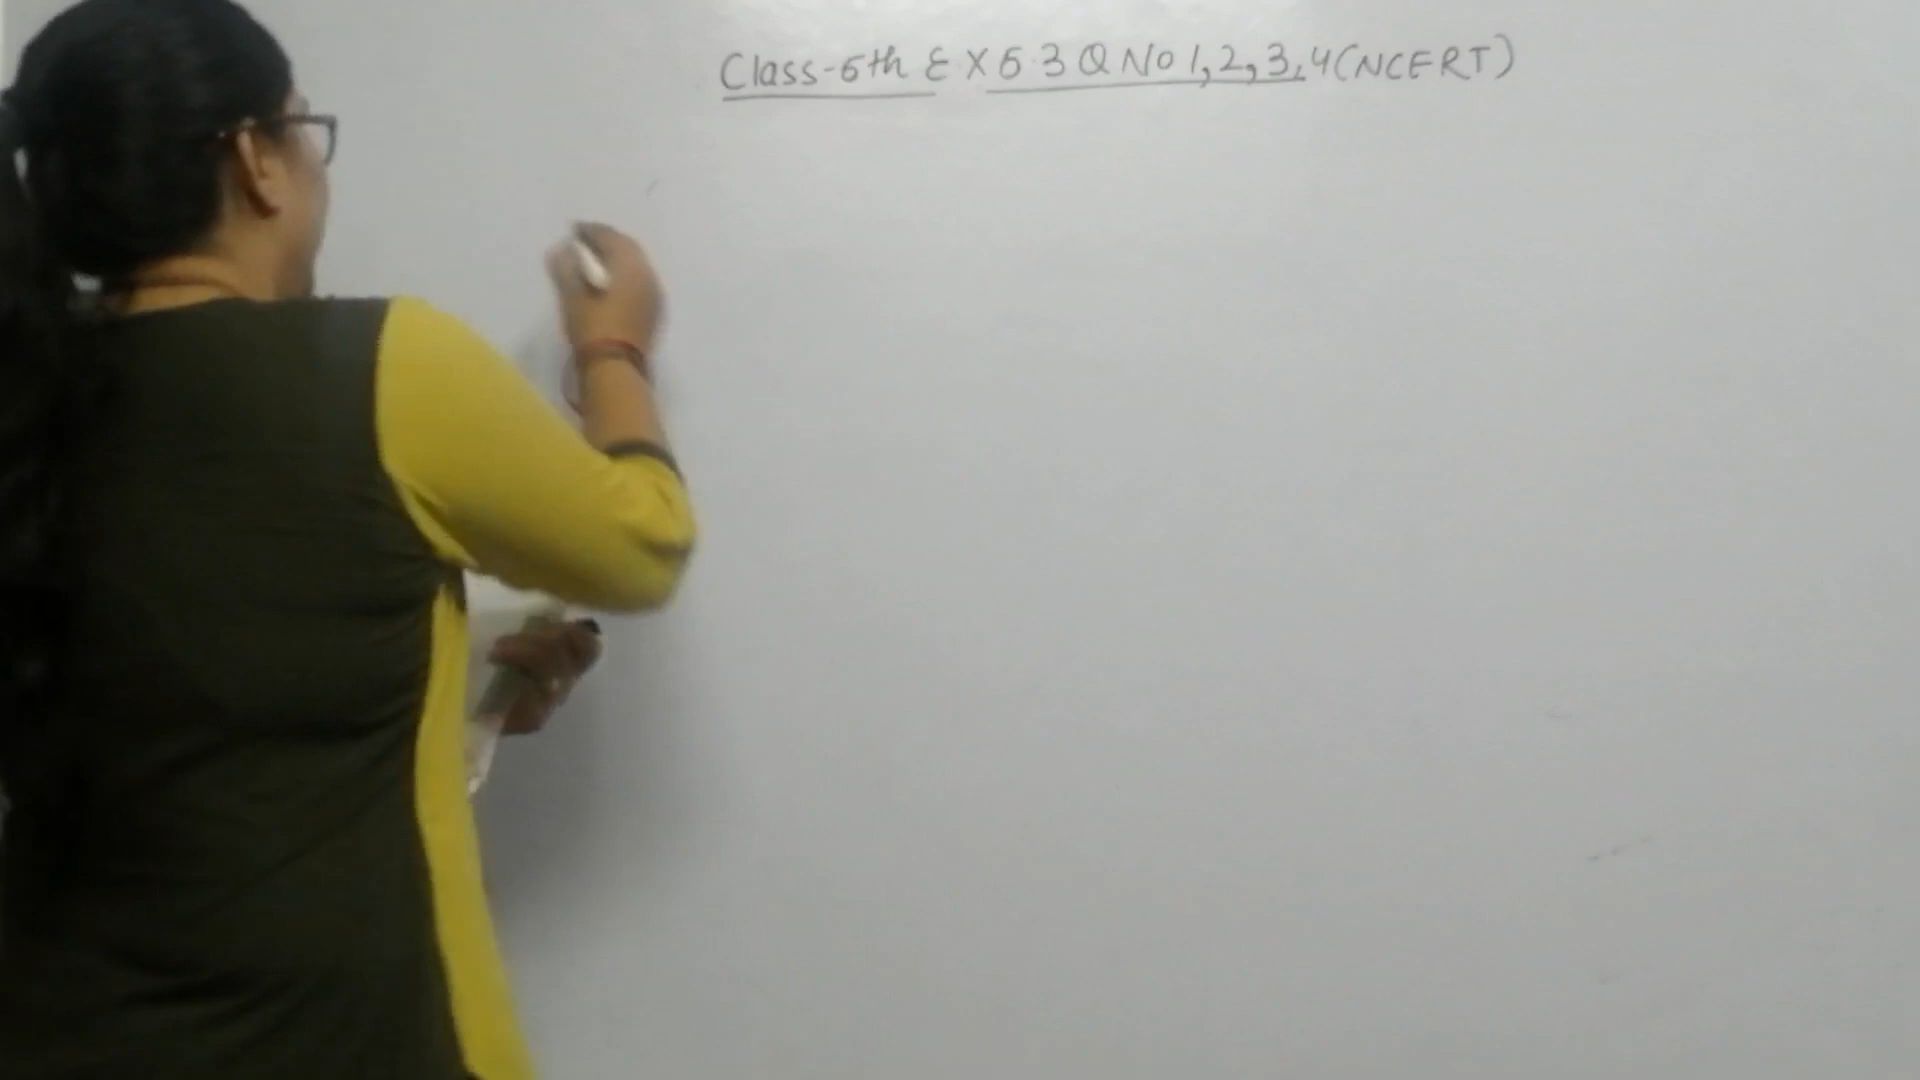 Class-6th Ex 6.3 Q No 1,2,3,4(NCERT)